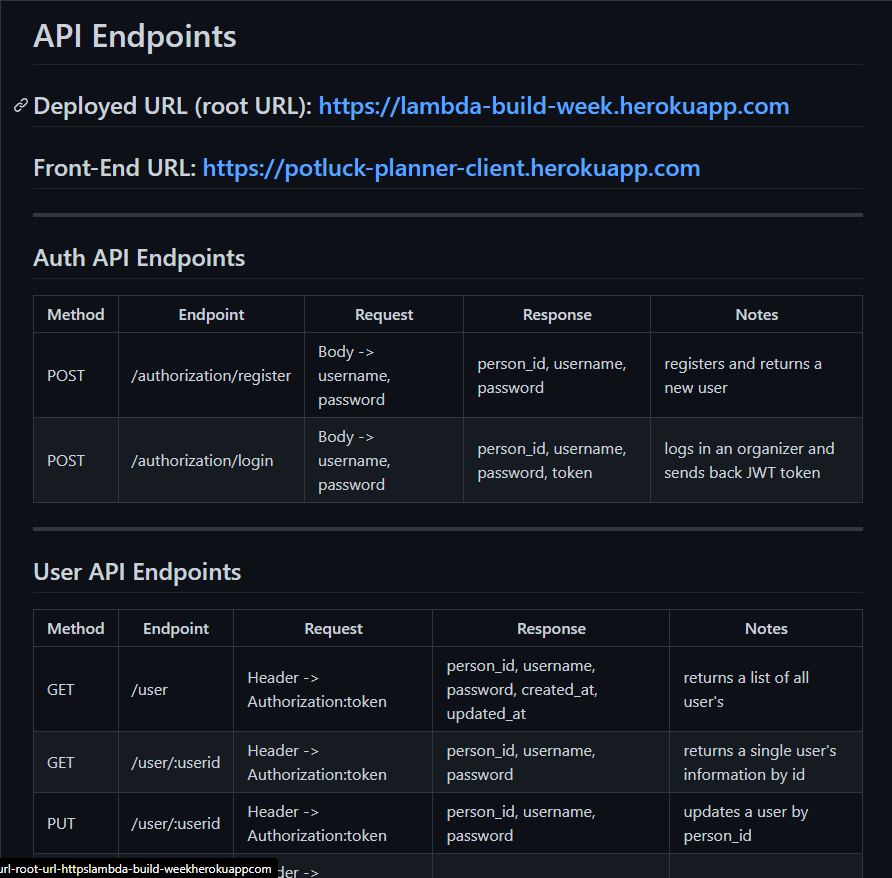 API Endpoints
Deployed URL (root URL): https://lambda-build-week.herokuapp.com
Front-End URL: https://potluck-planner-client.herokuapp.com
Auth API Endpoints
Method Endpoint Request Response Notes
POST /authorization/register Body -> username, password person_id, username, password registers and returns a new user
POST /authorization/login Body -> username, password person_id, username, password, token logs in an organizer and sends back JWT token
User API Endpoints
Method Endpoint Request Response Notes
GET /user Header -> Authorization:token person_id, username, password, created_at, updated_at returns a list of all user's
GET /user/:userid Header -> Authorization:token person_id, username, password returns a single user's information by id
PUT /user/:userid Header -> Authorization:token person_id, username, password updates a user by person_id
url-root-url-httpslambda-build-weekherokuappcom